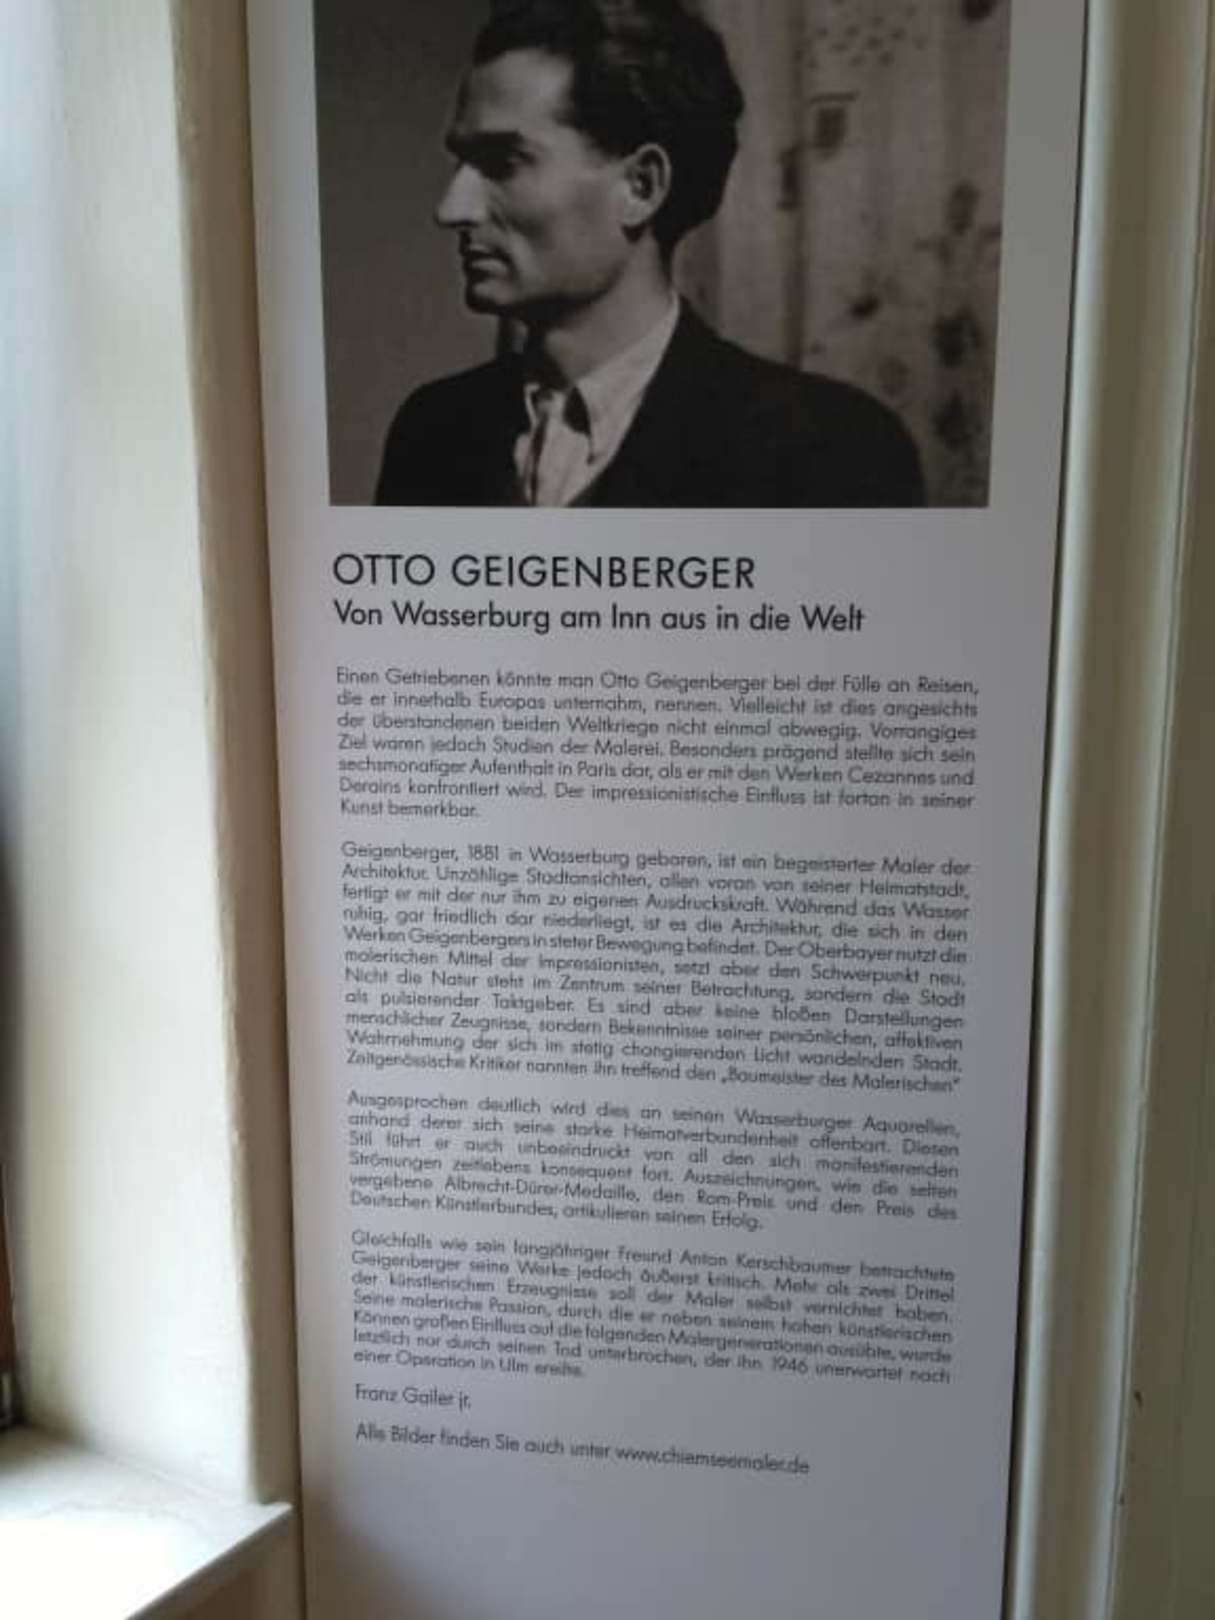 OTTO GEIGENBERGER
Von Wasserburg am Inn aus in die Welt
Einen Getriebenen könnte man Otto Geigenberger bei der Fülle an Reisen,
die er innerhalb Europas unternahm, nennen. Vielleicht ist dies angesichts
der überstandenen beiden Weltkriege nicht einmal abwegig. Vorrangiges
Ziel waren jedoch Studien der Malerei. Besonders prägend stellte sich sein
sechsmonatiger Aufenthalt in Paris dar, als er mit den Werken Cezannes und
Derains konfrontiert wird. Der impressionistische Einfluss ist fortan in seiner
Kunst bemerkbar.
Geigenberger, 1881 in Wasserburg geboren, ist ein begeisterter Maler der
Architektur. Unzählige Stadtansichten, allen voran von seiner Heimatstadt,
fertigt er mit der nur ihm zu eigenen Ausdruckskraft. Während das Wasser
ruhig, gar friedlich dar niederliegt, ist es die Architektur, die sich in den
Werken Geigenbergers in steter Bewegung befindet. Der Oberbayer nutzt die
malerischen Mittel der Impressionisten, setzt aber den Schwerpunkt neu.
Nicht die Natur steht im Zentrum seiner Betrachtung, sondern die Stadt
als pulsierender Taktgeber. Es sind aber keine bloßen Darstellungen
menschlicher Zeugnisse, sondern Bekenntnisse seiner persönlichen, affektiven
Wahrnehmung der sich im stetig changierenden Licht wandelnden Stadt.
Zeitgenössische Kritiker nannten ihn treffend den „Baumeister des Malerischen“
Ausgesprochen deutlich wird dies an seinen Wasserburger Aquarellen,
anhand derer sich seine starke Heimatverbundenheit offenbart. Diesen
Stil führt er auch unbeeindruckt von all den sich manifestierenden
Strömungen zeitlebens konsequent fort. Auszeichnungen, wie die selten
vergebene Albrecht-Dürer-Medaille, den Rom-Preis und den Preis des
Deutschen Künstlerbundes, artikulieren seinen Erfolg.
Gleichfalls wie sein langjähriger Freund Anton Kerschbaumer betrachtete
Geigenberger seine Werke jedoch äußerst kritisch. Mehr als zwei Drittel
der künstlerischen Erzeugnisse soll der Maler selbst vernichtet haben.
Seine malerische Passion, durch die er neben seinem hohen künstlerischen
Können großen Einfluss auf die folgenden Malergenerationen ausübte, wurde
letztlich nur durch seinen Tod unterbrochen, der ihn 1946 unerwartet nach
einer Operation in Ulm ereilte.
Franz Gailer jr.
Alle Bilder finden Sie auch unter www.chiemseemaler.de